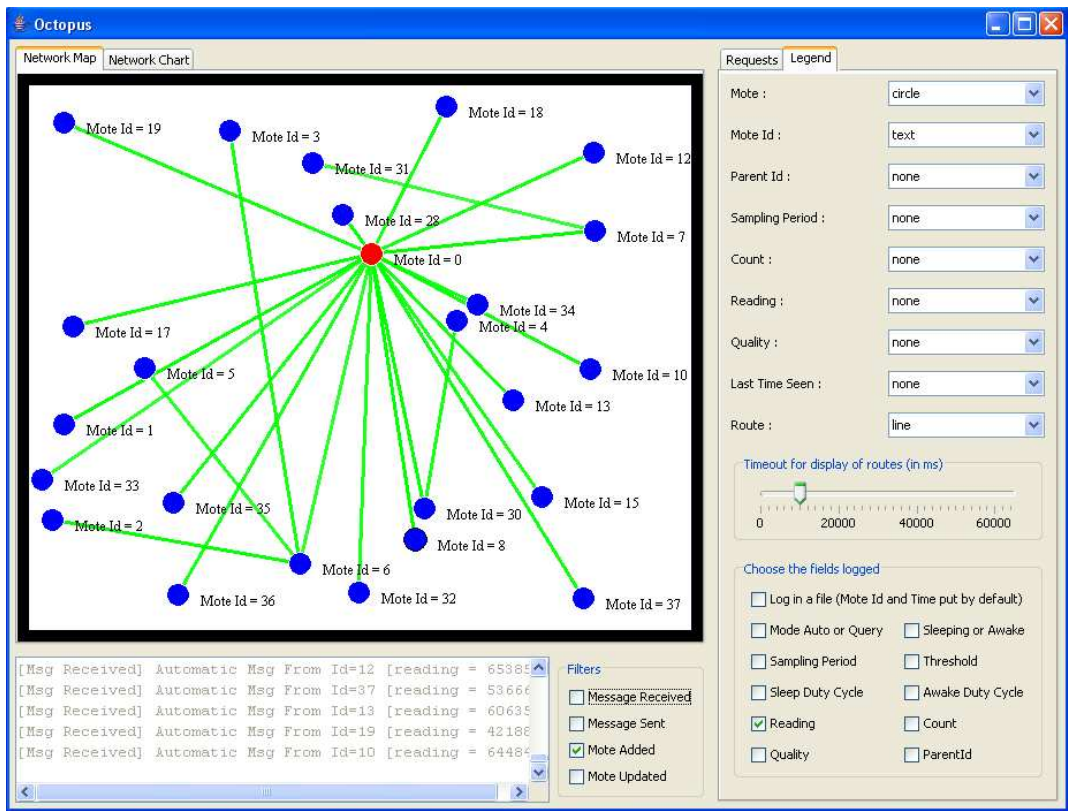 Octopus
Network Map Network Chart
Mote Id = 19
Mote Id = 3
Mote Id = 18
Mote Id = 31
Mote Id = 12
Mote Id = 28
Mote Id = 7
Mote Id = 0
Mote Id = 34
Mote Id = 4
Mote Id = 17
Mote Id = 5
Mote Id = 10
Mote Id = 13
Mote Id = 1
Mote Id = 33
Mote Id = 35
Mote Id = 15
Mote Id = 30
Mote Id = 2
Mote Id = 8
Mote Id = 6
Mote Id = 36
Mote Id = 32
Mote Id = 37
[Msg Received] Automatic Msg From Id=12 [reading = 65385
[Msg Received] Automatic Msg From Id=37 [reading = 53666
[Msg Received] Automatic Msg From Id=13 [reading = 60635
[Msg Received] Automatic Msg From Id=19 [reading = 42188
[Msg Received] Automatic Msg From Id=10 [reading = 64484
Filters
Message Received
Message Sent
Mote Added
Mote Updated
Requests Legend
Mote : circle
Mote Id : text
Parent Id : none
Sampling Period : none
Count : none
Reading : none
Quality : none
Last Time Seen : none
Route : line
Timeout for display of routes (in ms)
0 20000 40000 60000
Choose the fields logged
Log in a file (Mote Id and Time put by default)
Mode Auto or Query Sleeping or Awake
Sampling Period Threshold
Sleep Duty Cycle Awake Duty Cycle
Reading Count
Quality ParentId